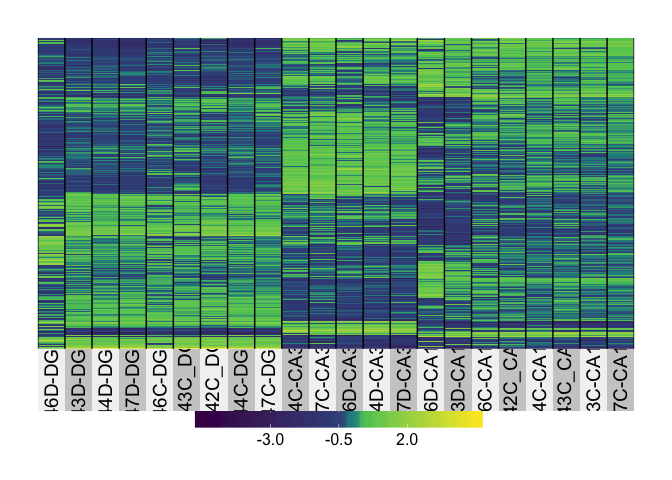 46D-DG
43D-DG
44D-DG
47D-DG
46C-DG
43C_DG
42C_DG
44C-DG
47C-DG
4C-CA3
7C-CA3
6D-CA3
4D-CA3
7D-CA3
6D-CA1
3D-CA1
6C-CA1
42C_CA
4C-CA1
43C_CA
3C-CA1
7C-CA1
-3.0 -0.5 2.0